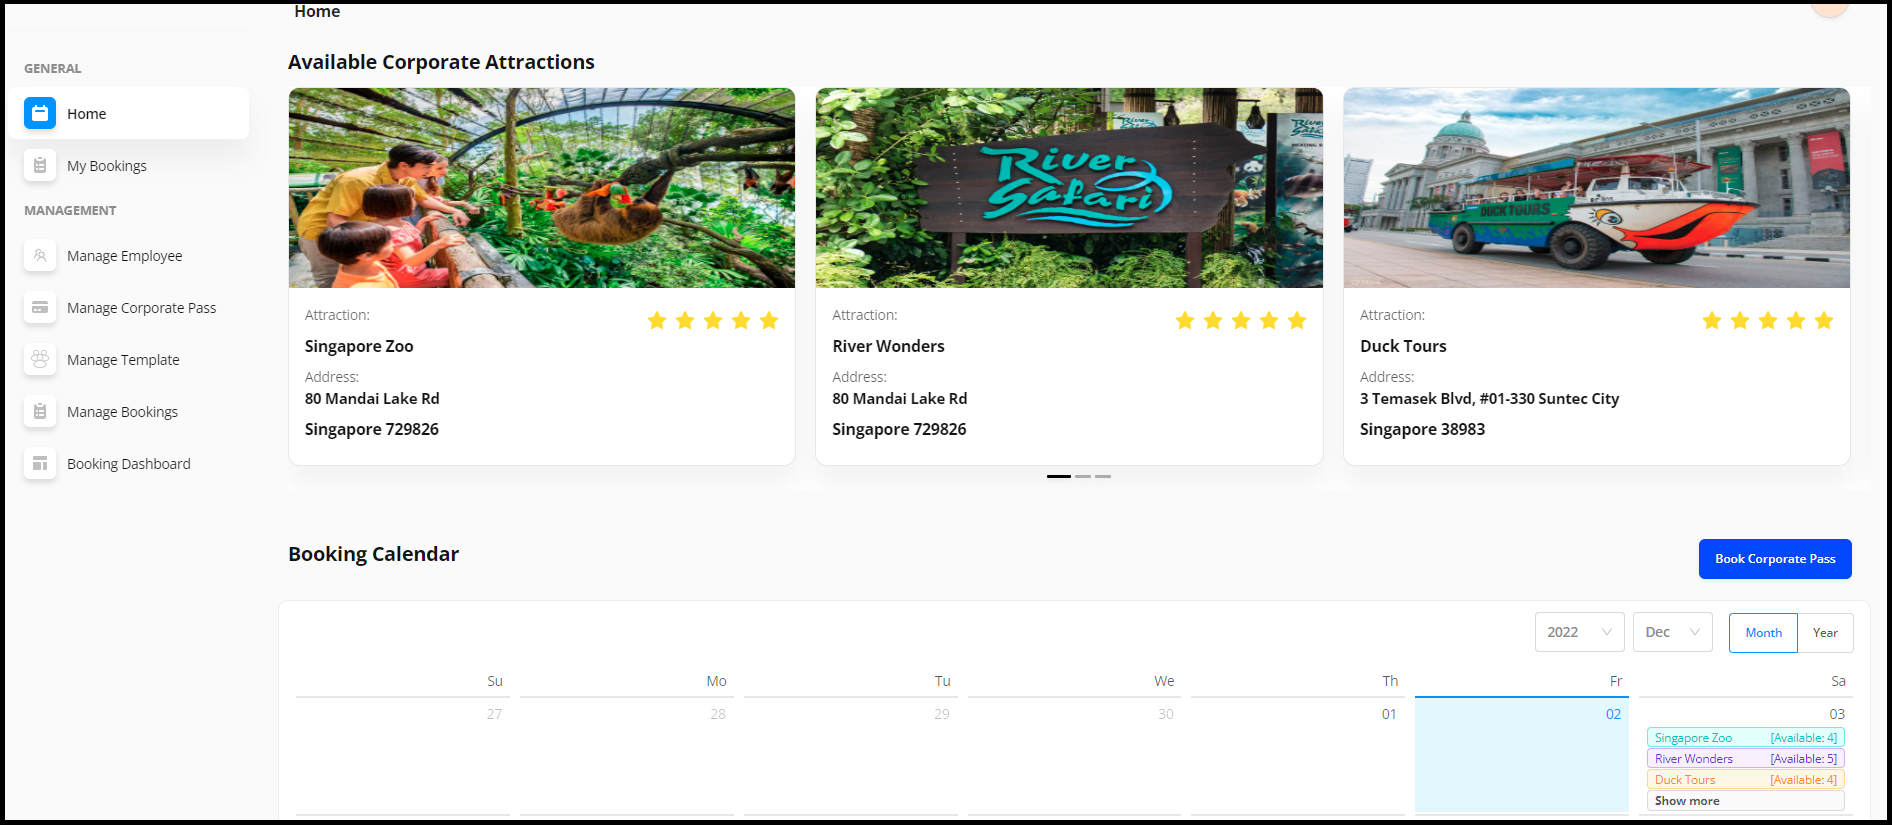 Home
GENERAL
Home
My Bookings
MANAGEMENT
Manage Employee
Manage Corporate Pass
Manage Template
Manage Bookings
Booking Dashboard
Available Corporate Attractions
River
Safari
DUCK TOURS
Attraction:
Singapore Zoo
Address:
80 Mandai Lake Rd
Singapore 729826
Attraction:
River Wonders
Address:
80 Mandai Lake Rd
Singapore 729826
Attraction:
Duck Tours
Address:
3 Temasek Blvd, #01-330 Suntec City
Singapore 38983
Booking Calendar
Book Corporate Pass
2022 Dec Month Year
Su Mo Tu We Th Fr Sa
27 28 29 30 01 02 03
Singapore Zoo [Available: 4]
River Wonders [Available: 5]
Duck Tours [Available: 4]
Show more